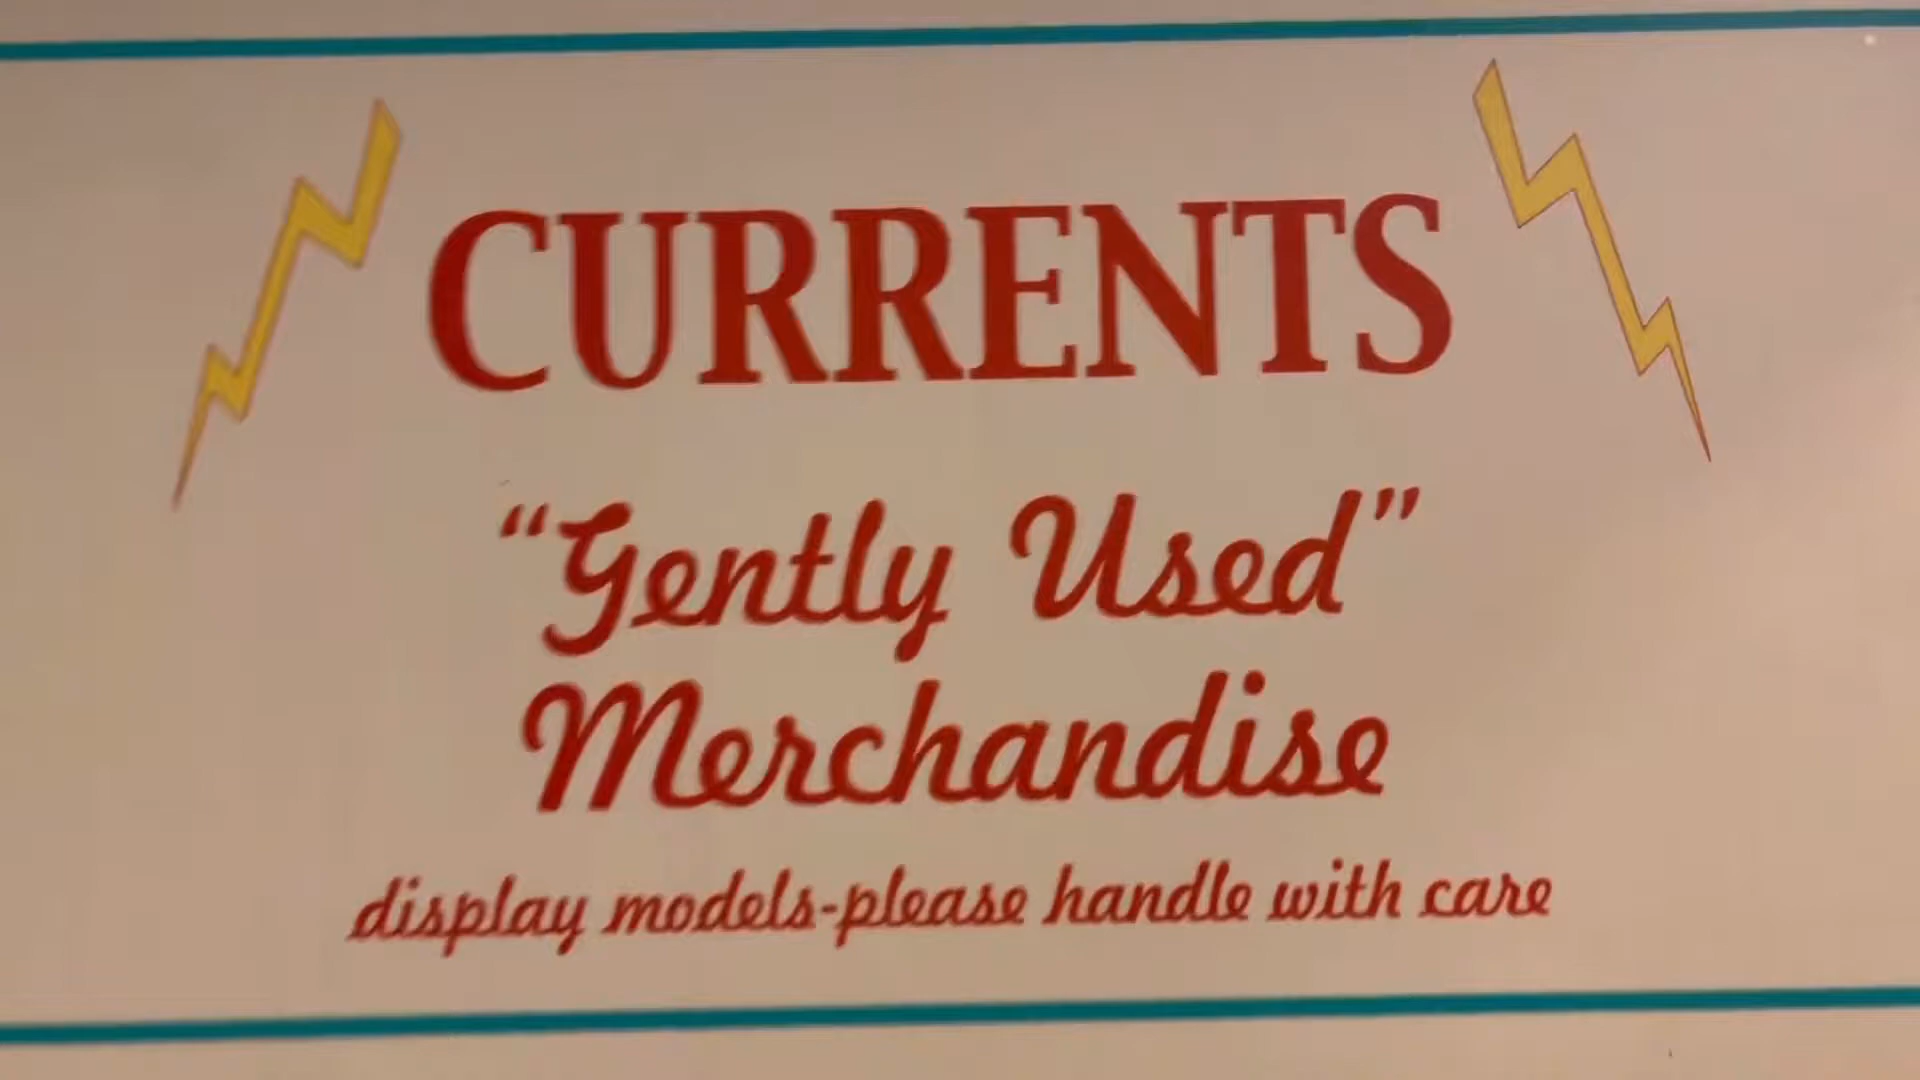 CURRENTS
“Gently Used”
Merchandise
display models-please handle with care